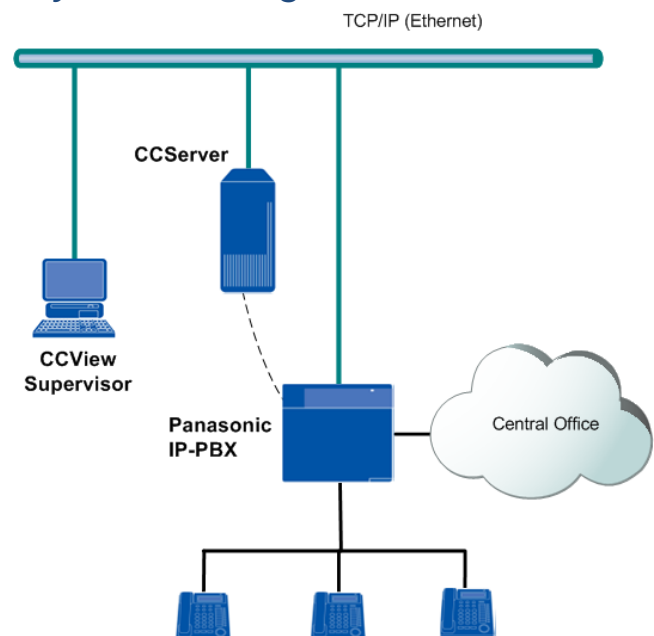 TCP/IP (Ethernet)
CCServer
CCView
Supervisor
Panasonic
IP-PBX
Central Office